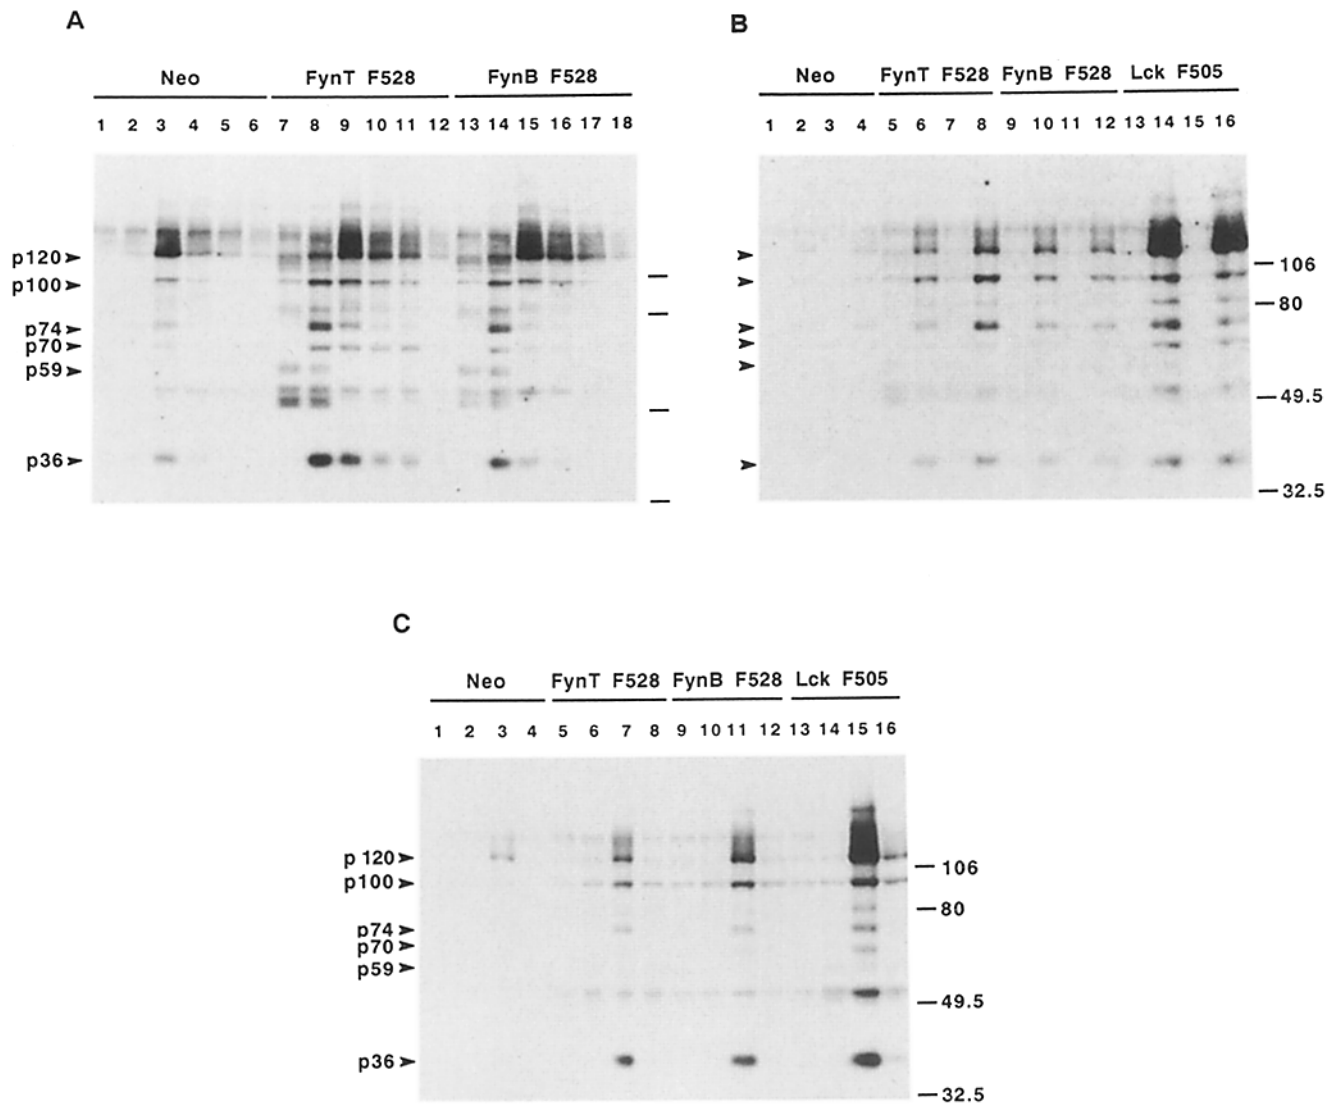 A
Neo FynT F528 FynB F528
1 2 3 4 5 6 7 8 9 10 11 12 13 14 15 16 17 18
p120
p100
p74
p70
p59
p36
B
Neo FynT F528 FynB F528 Lck F505
1 2 3 4 5 6 7 8 9 10 11 12 13 14 15 16
106
80
49.5
32.5
C
Neo FynT F528 FynB F528 Lck F505
1 2 3 4 5 6 7 8 9 10 11 12 13 14 15 16
p 120
p100
p74
p70
p59
p36
106
80
49.5
32.5